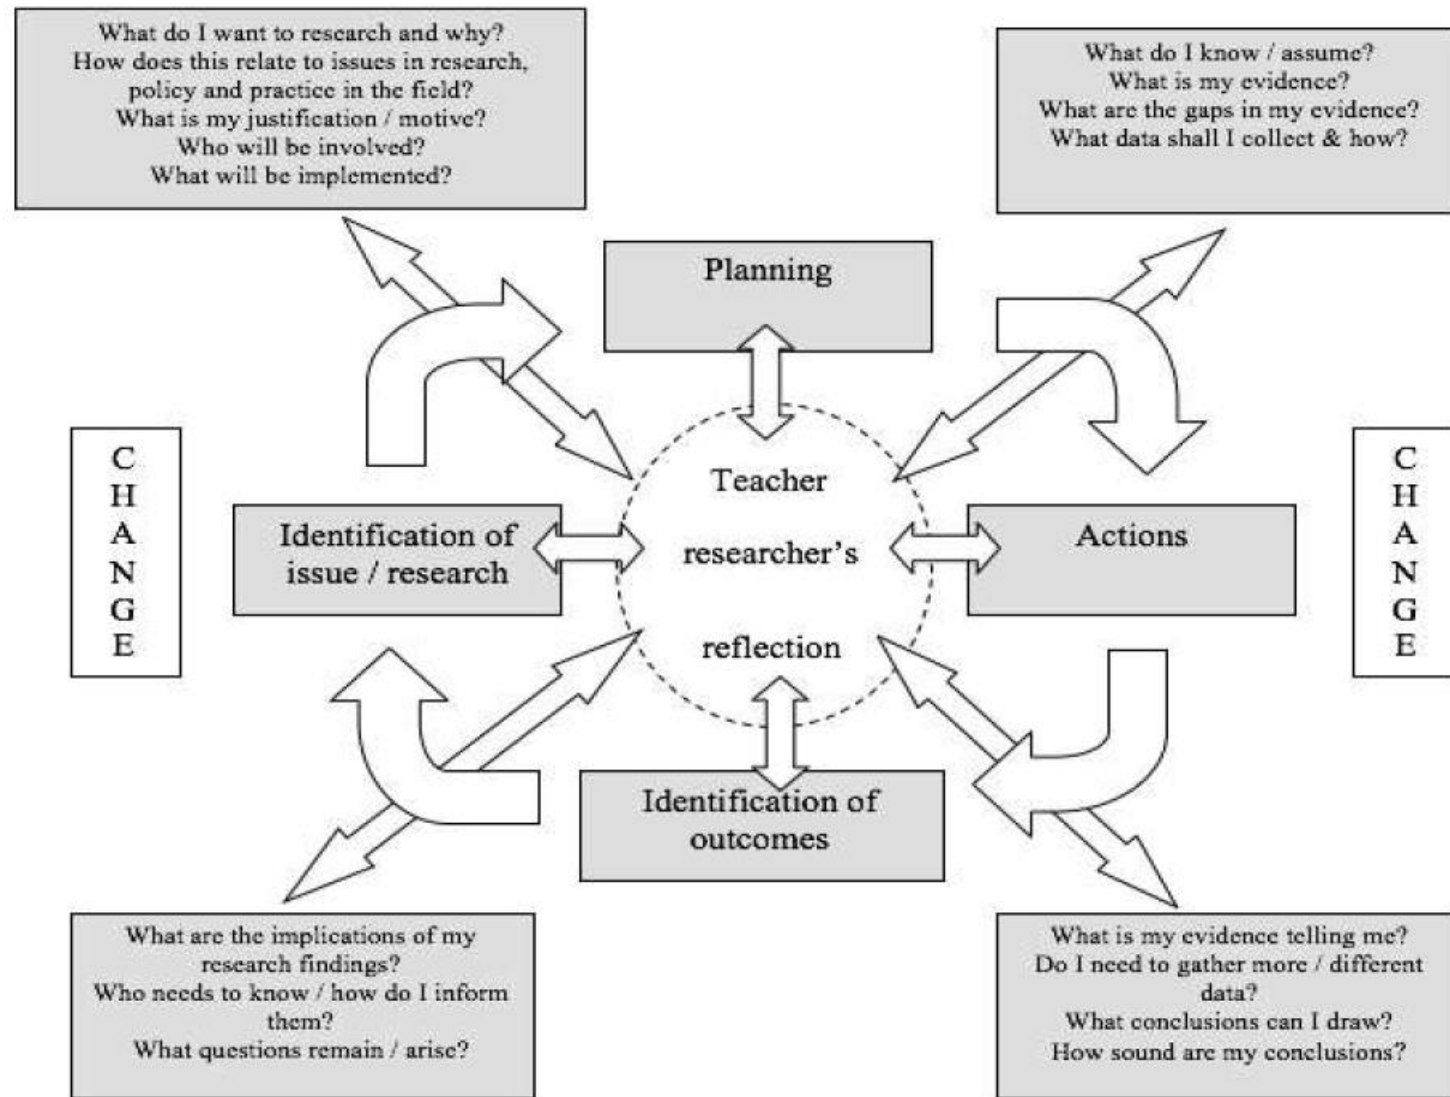 What do I want to research and why?
How does this relate to issues in research,
policy and practice in the field?
What is my justification / motive?
Who will be involved?
What will be implemented?
What do I know / assume?
What is my evidence?
What are the gaps in my evidence?
What data shall I collect & how?
Planning
C
H
A
N
G
E
Identification of
issue / research
Teacher
researcher's
reflection
Actions
C
H
A
N
G
E
Identification of
outcomes
What are the implications of my
research findings?
Who needs to know / how do I inform
them?
What questions remain / arise?
What is my evidence telling me?
Do I need to gather more / different
data?
What conclusions can I draw?
How sound are my conclusions?